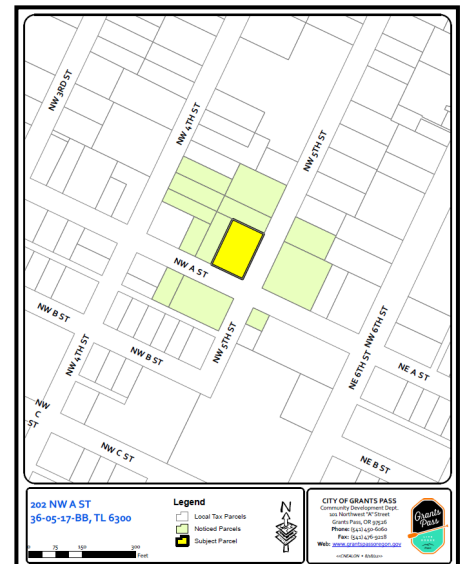 NW 3RD ST
NW 4TH ST
NW 5TH ST
NW A ST
NW B ST
NW 4TH ST
NW B ST
NW 5TH ST
NE 6TH ST
NW 6TH ST
NE A ST
NW
C
ST
NW C ST
NE B ST
202 NW A ST
36-05-17-BB, TL 6300
0 75 150 300
Feet
Legend
Local Tax Parcels
Noticed Parcels
Subject Parcel
N
CITY OF GRANTS PASS
Community Development Dept.
101 Northwest "A" Street
Grants Pass, OR 97526
Phone: (541) 450-6060
Fax: (541) 476-9218
Web: www.grantspassoregon.gov
Grants
Pass